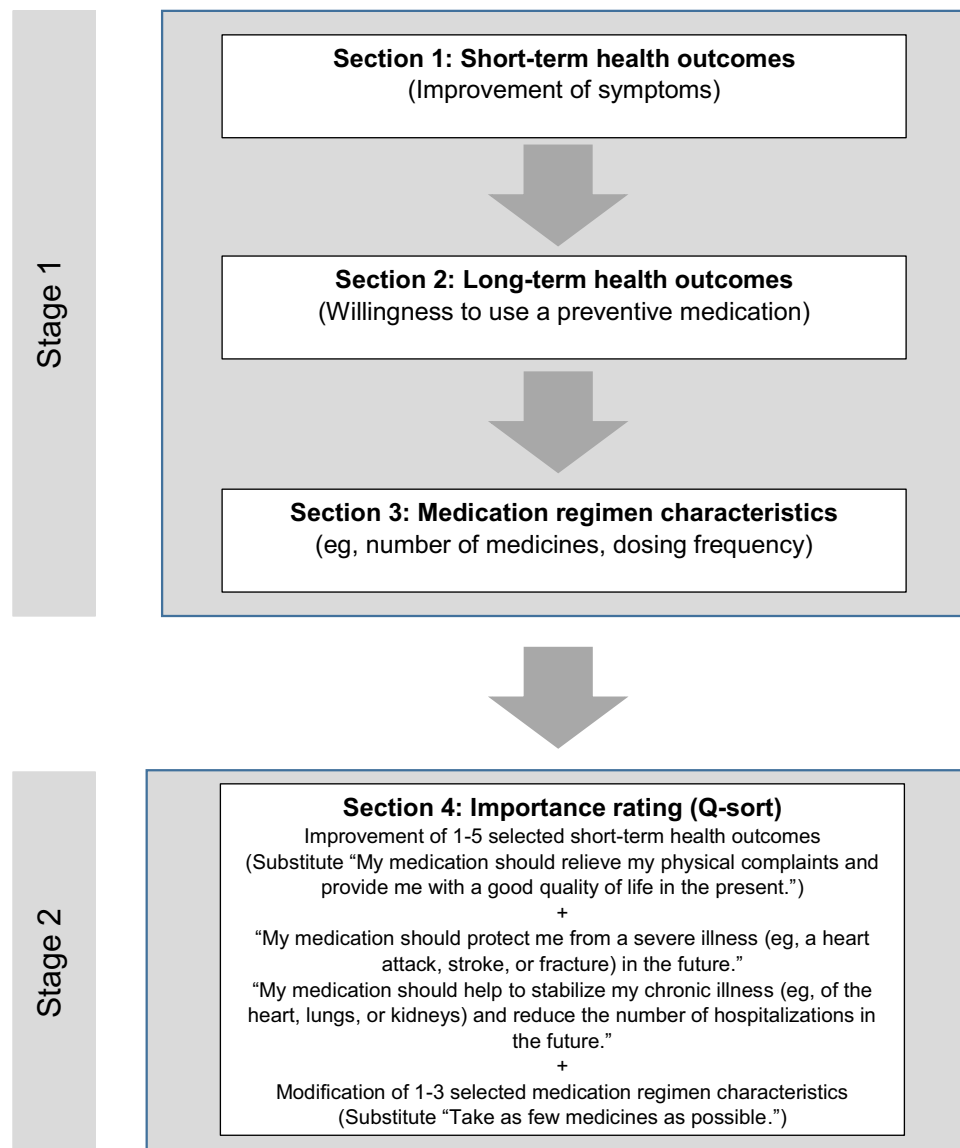 Stage 1
Section 1: Short-term health outcomes
(Improvement of symptoms)
Section 2: Long-term health outcomes
(Willingness to use a preventive medication)
Section 3: Medication regimen characteristics
(eg, number of medicines, dosing frequency)
Stage 2
Section 4: Importance rating (Q-sort)
Improvement of 1-5 selected short-term health outcomes
(Substitute “My medication should relieve my physical complaints and
provide me with a good quality of life in the present.”)
+
“My medication should protect me from a severe illness (eg, a heart
attack, stroke, or fracture) in the future.”
“My medication should help to stabilize my chronic illness (eg, of the
heart, lungs, or kidneys) and reduce the number of hospitalizations in
the future.”
+
Modification of 1-3 selected medication regimen characteristics
(Substitute “Take as few medicines as possible.”)